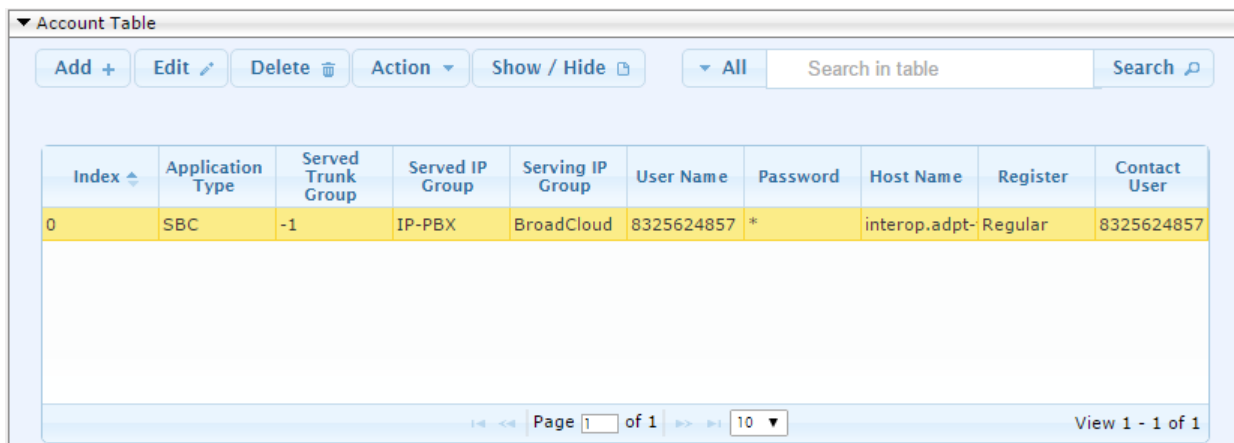 Account Table
Add +
Edit
Delete
Action
Show / Hide
All
Search in table
Search
Index
Application Type
Served Trunk Group
Served IP Group
Serving IP Group
User Name
Password
Host Name
Register
Contact User
0 SBC -1 IP-PBX BroadCloud 8325624857 * interop.adpt- Regular 8325624857
Page 1 of 1 10 View 1 - 1 of 1